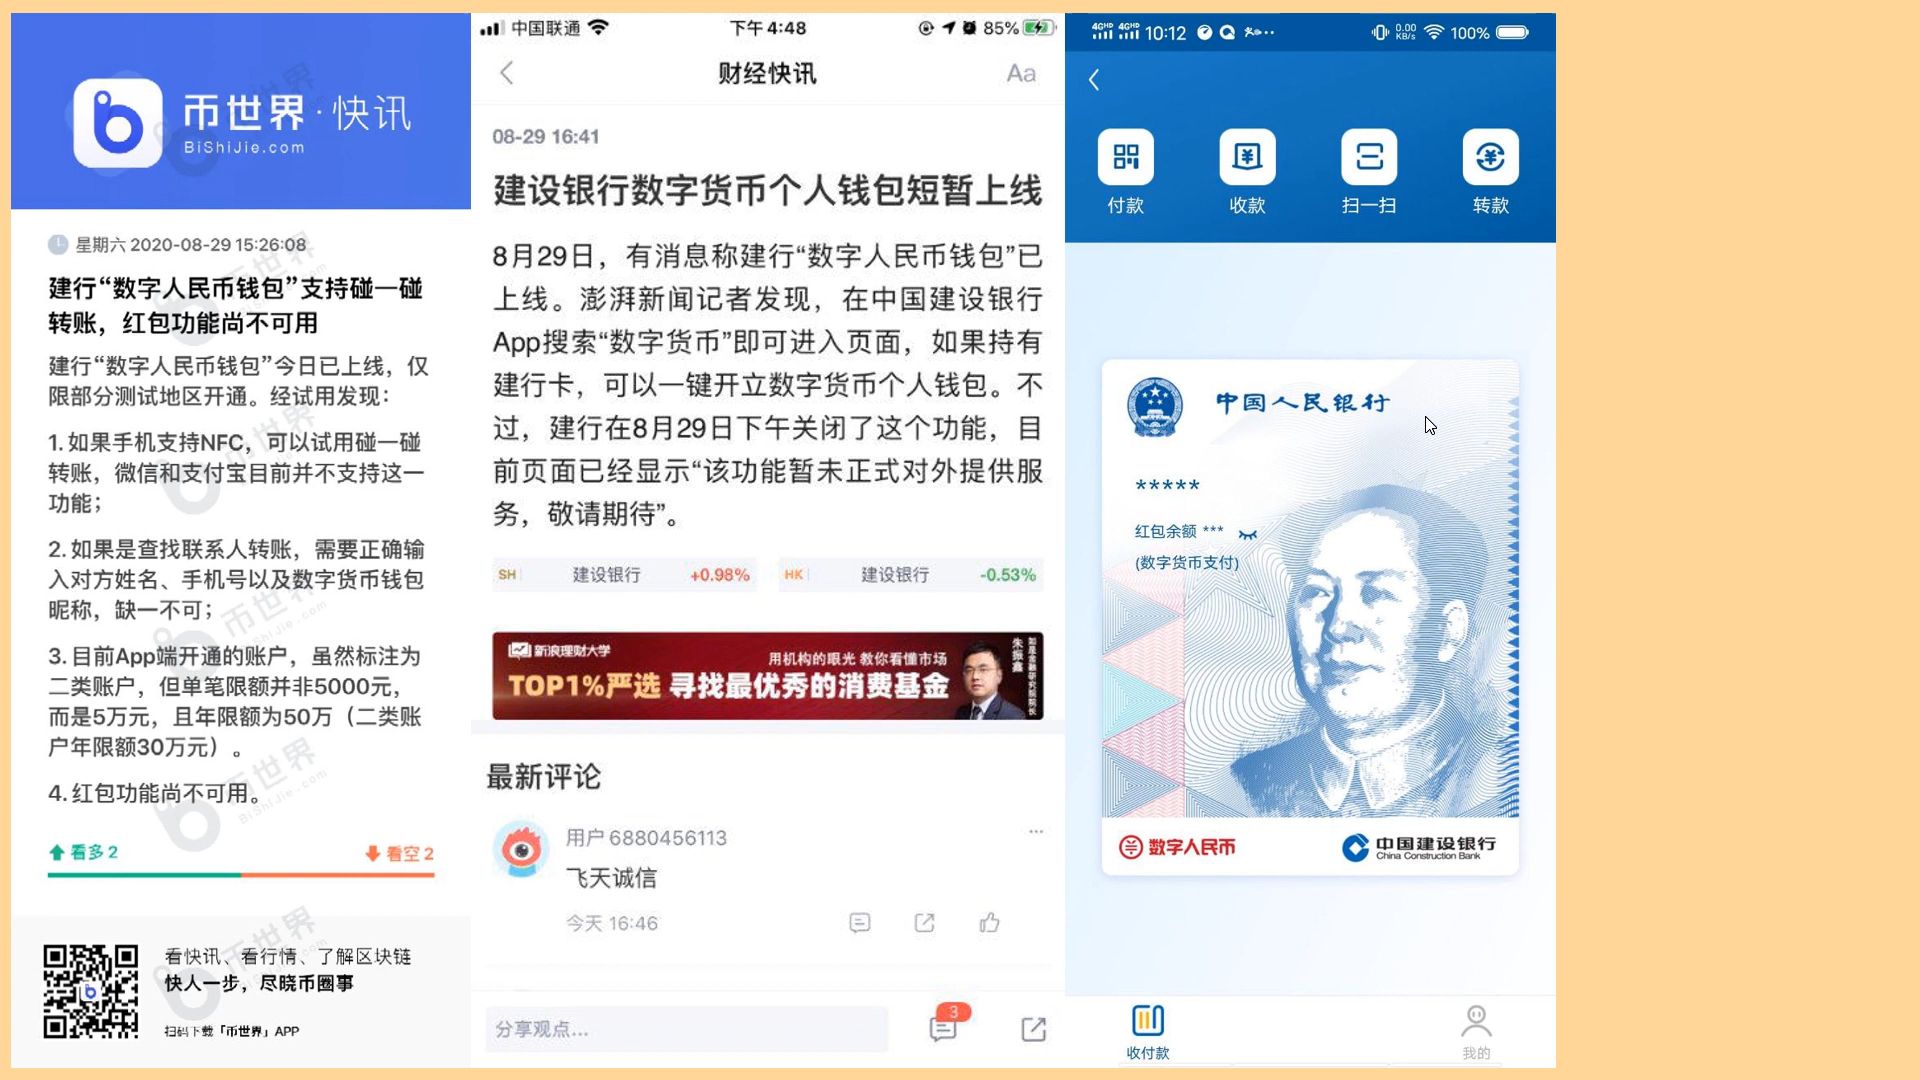 币世界·快讯
BiShiJie.com
星期六 2020-08-29 15:26:08
建行“数字人民币钱包”支持碰一碰
转账，红包功能尚不可用
建行“数字人民币钱包”今日已上线，仅
限部分测试地区开通。经试用发现：
1. 如果手机支持NFC，可以试用碰一碰
转账，微信和支付宝目前并不支持这一
功能；
2. 如果是查找联系人转账，需要正确输
入对方姓名、手机号以及数字货币钱包
昵称，缺一不可；
3. 目前App端开通的账户，虽然标注为
二类账户，但单笔限额并非5000元，
而是5万元，且年限额为50万（二类账
户年限额30万元）。
4. 红包功能尚不可用。
看多 2
看空 2
看快讯、看行情、了解区块链
快人一步，尽晓币圈事
扫码下载「币世界」APP
中国联通
下午 4:48
85%
财经快讯
Aa
08-29 16:41
建设银行数字货币个人钱包短暂上线
8月29日，有消息称建行“数字人民币钱包”已
上线。澎湃新闻记者发现，在中国建设银行
App搜索“数字货币”即可进入页面，如果持有
建行卡，可以一键开立数字货币个人钱包。不
过，建行在8月29日下午关闭了这个功能，目
前页面已经显示“该功能暂未正式对外提供服
务，敬请期待”。
SH 建设银行 +0.98%
HK 建设银行 -0.53%
新浪理财大学
用机构的眼光 教你看懂市场
TOP1%严选 寻找最优秀的消费基金
朱振鑫
如是金融研究院院长
最新评论
用户 6880456113
飞天诚信
今天 16:46
分享观点...
3
4GHD 4GHD 10:12
0.00 KB/s
100%
付款
收款
扫一扫
转款
中国人民银行
*****
红包余额 ***
(数字货币支付)
数字人民币
中国建设银行
China Construction Bank
收付款
我的